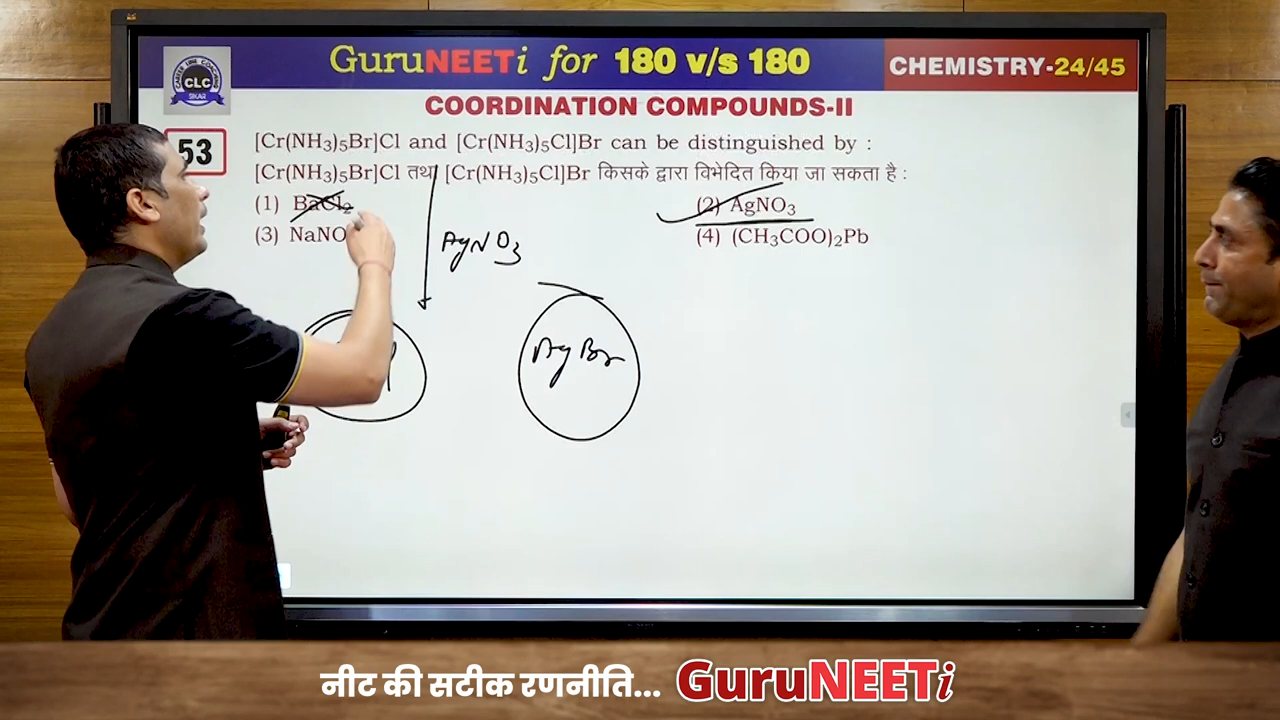 GuruNEETi for 180 v/s 180
CHEMISTRY-24/45
CLC
SIKAR
COORDINATION COMPOUNDS-II
53
[Cr(NH₃)₅Br]Cl and [Cr(NH₃)₅Cl]Br can be distinguished by :
[Cr(NH₃)₅Br]Cl तथा [Cr(NH₃)₅Cl]Br किसके द्वारा विभेदित किया जा सकता है :
(1) BaCl₂
(2) AgNO₃
(3) NaNO
(4) (CH₃COO)₂Pb
AgNO3
AgBr
नीट की सटीक रणनीति... GuruNEETi